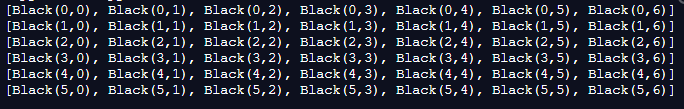 [Black(0,0), Black(0,1), Black(0,2), Black(0,3), Black(0,4), Black(0,5), Black(0,6)]
[Black(1,0), Black(1,1), Black(1,2), Black(1,3), Black(1,4), Black(1,5), Black(1,6)]
[Black(2,0), Black(2,1), Black(2,2), Black(2,3), Black(2,4), Black(2,5), Black(2,6)]
[Black(3,0), Black(3,1), Black(3,2), Black(3,3), Black(3,4), Black(3,5), Black(3,6)]
[Black(4,0), Black(4,1), Black(4,2), Black(4,3), Black(4,4), Black(4,5), Black(4,6)]
[Black(5,0), Black(5,1), Black(5,2), Black(5,3), Black(5,4), Black(5,5), Black(5,6)]